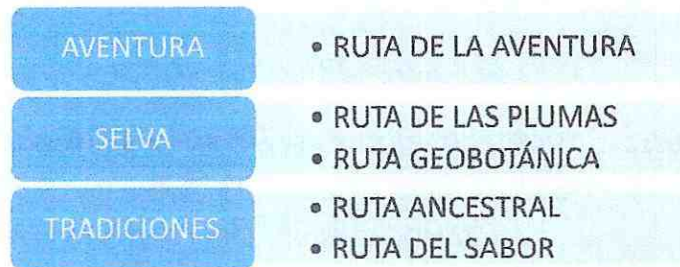 AVENTURA
• RUTA DE LA AVENTURA
SELVA
• RUTA DE LAS PLUMAS
• RUTA GEOBOTÁNICA
TRADICIONES
• RUTA ANCESTRAL
• RUTA DEL SABOR